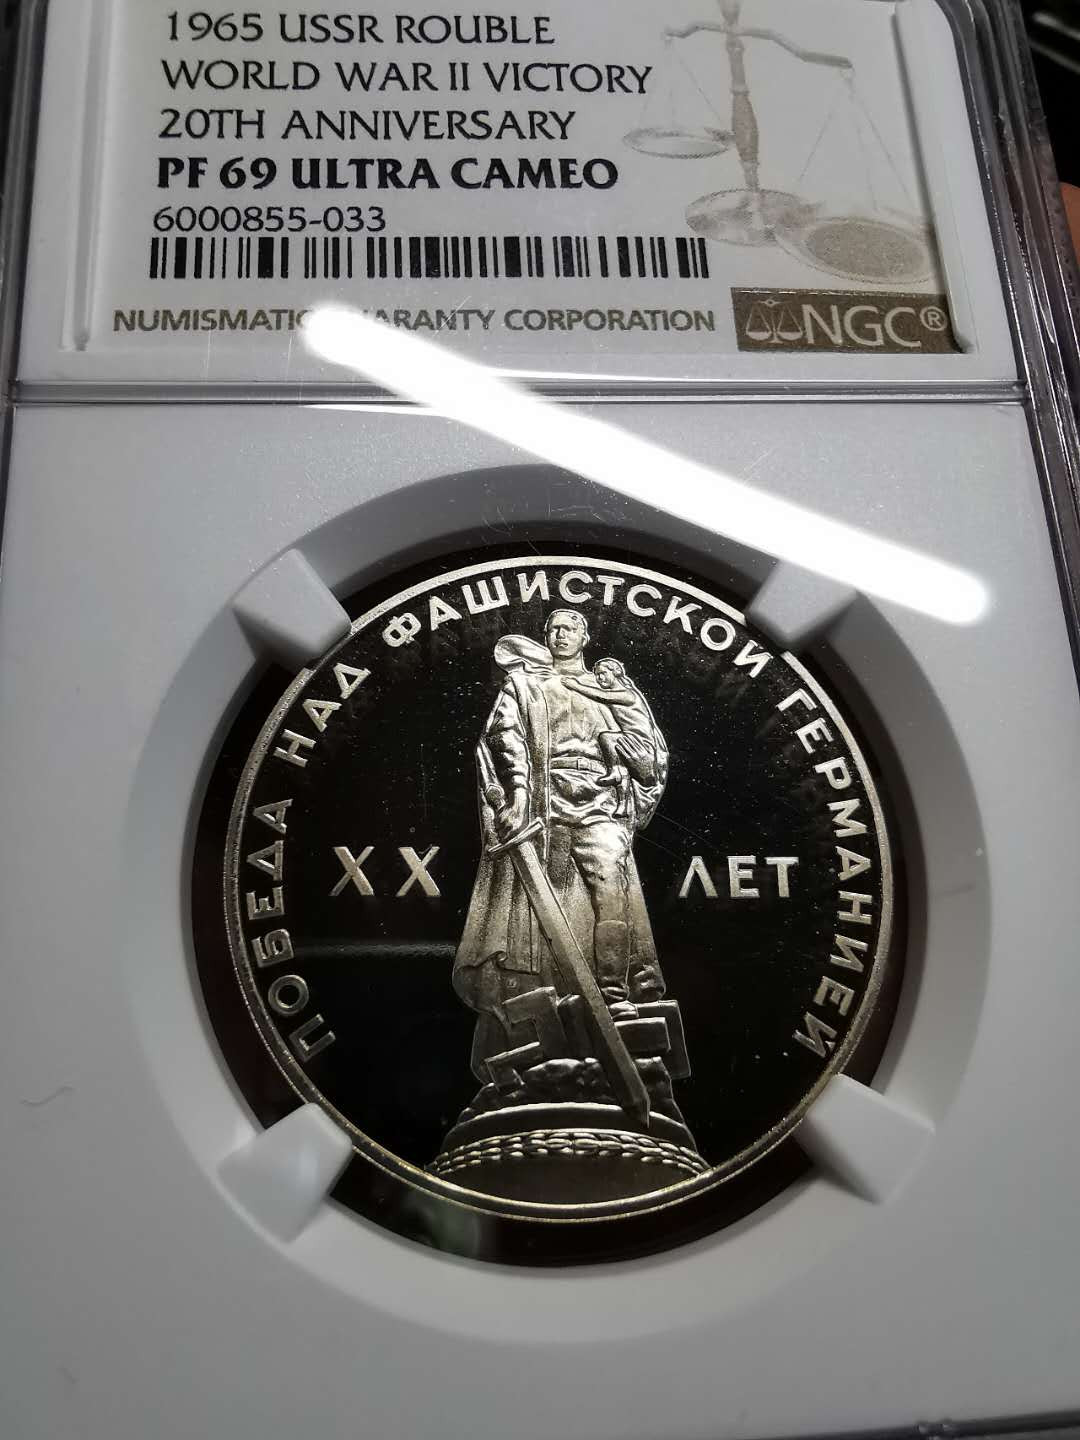 1965 USSR ROUBLE
WORLD WAR II VICTORY
20TH ANNIVERSARY
PF 69 ULTRA CAMEO
6000855-033
NUMISMATIC GUARANTY CORPORATION
NGC®
ПОБЕДА НАД ФАШИСТСКОЙ ГЕРМАНИЕЙ
XX ЛЕТ